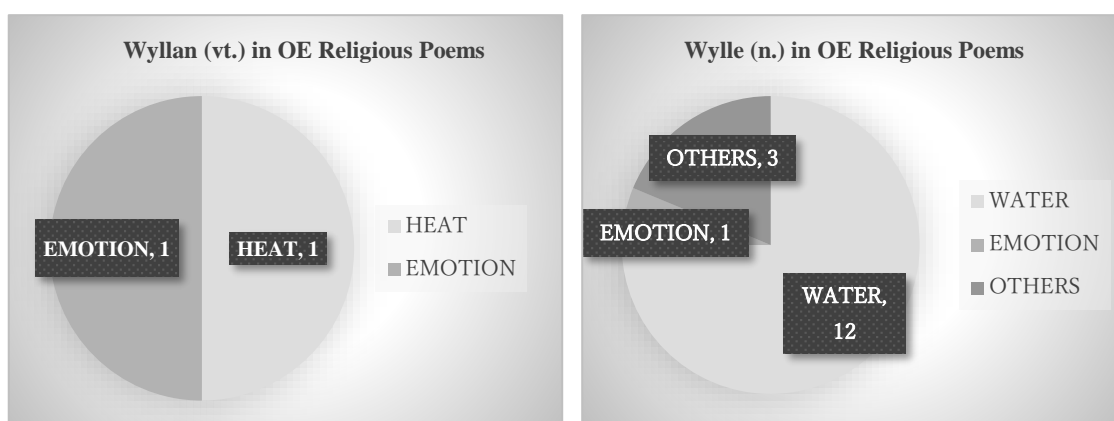 Wyllan (vt.) in OE Religious Poems
EMOTION, 1
HEAT, 1
HEAT
EMOTION
Wylle (n.) in OE Religious Poems
OTHERS, 3
EMOTION, 1
WATER,
12
WATER
EMOTION
OTHERS